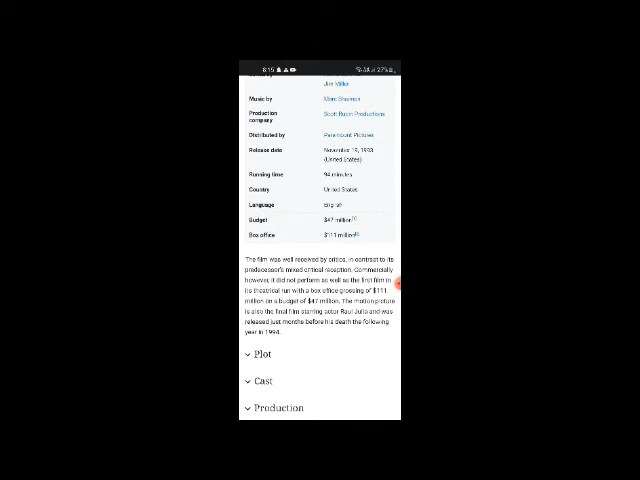 6:15
27%
Jim Miller
Music by Marc Shaiman
Production company Scott Rudin Productions
Distributed by Paramount Pictures
Release date November 19, 1993
(United States)
Running time 94 minutes
Country United States
Language English
Budget $47 million[1]
Box office $111 million[2]
The film was well received by critics, in contrast to its
predecessor's mixed critical reception. Commercially
however, it did not perform as well as the first film in
its theatrical run with a box office grossing of $111
million on a budget of $47 million. The motion picture
is also the final film starring actor Raul Julia and was
released just months before his death the following
year in 1994.
Plot
Cast
Production